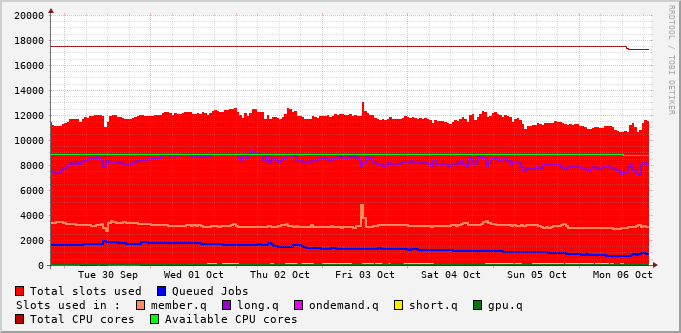 RRDTOOL / TOBI OETIKER
20000
18000
16000
14000
12000
10000
8000
6000
4000
2000
0
Tue 30 Sep Wed 01 Oct Thu 02 Oct Fri 03 Oct Sat 04 Oct Sun 05 Oct Mon 06 Oct
Total slots used Queued Jobs
Slots used in : member.q long.q ondemand.q short.q gpu.q
Total CPU cores Available CPU cores